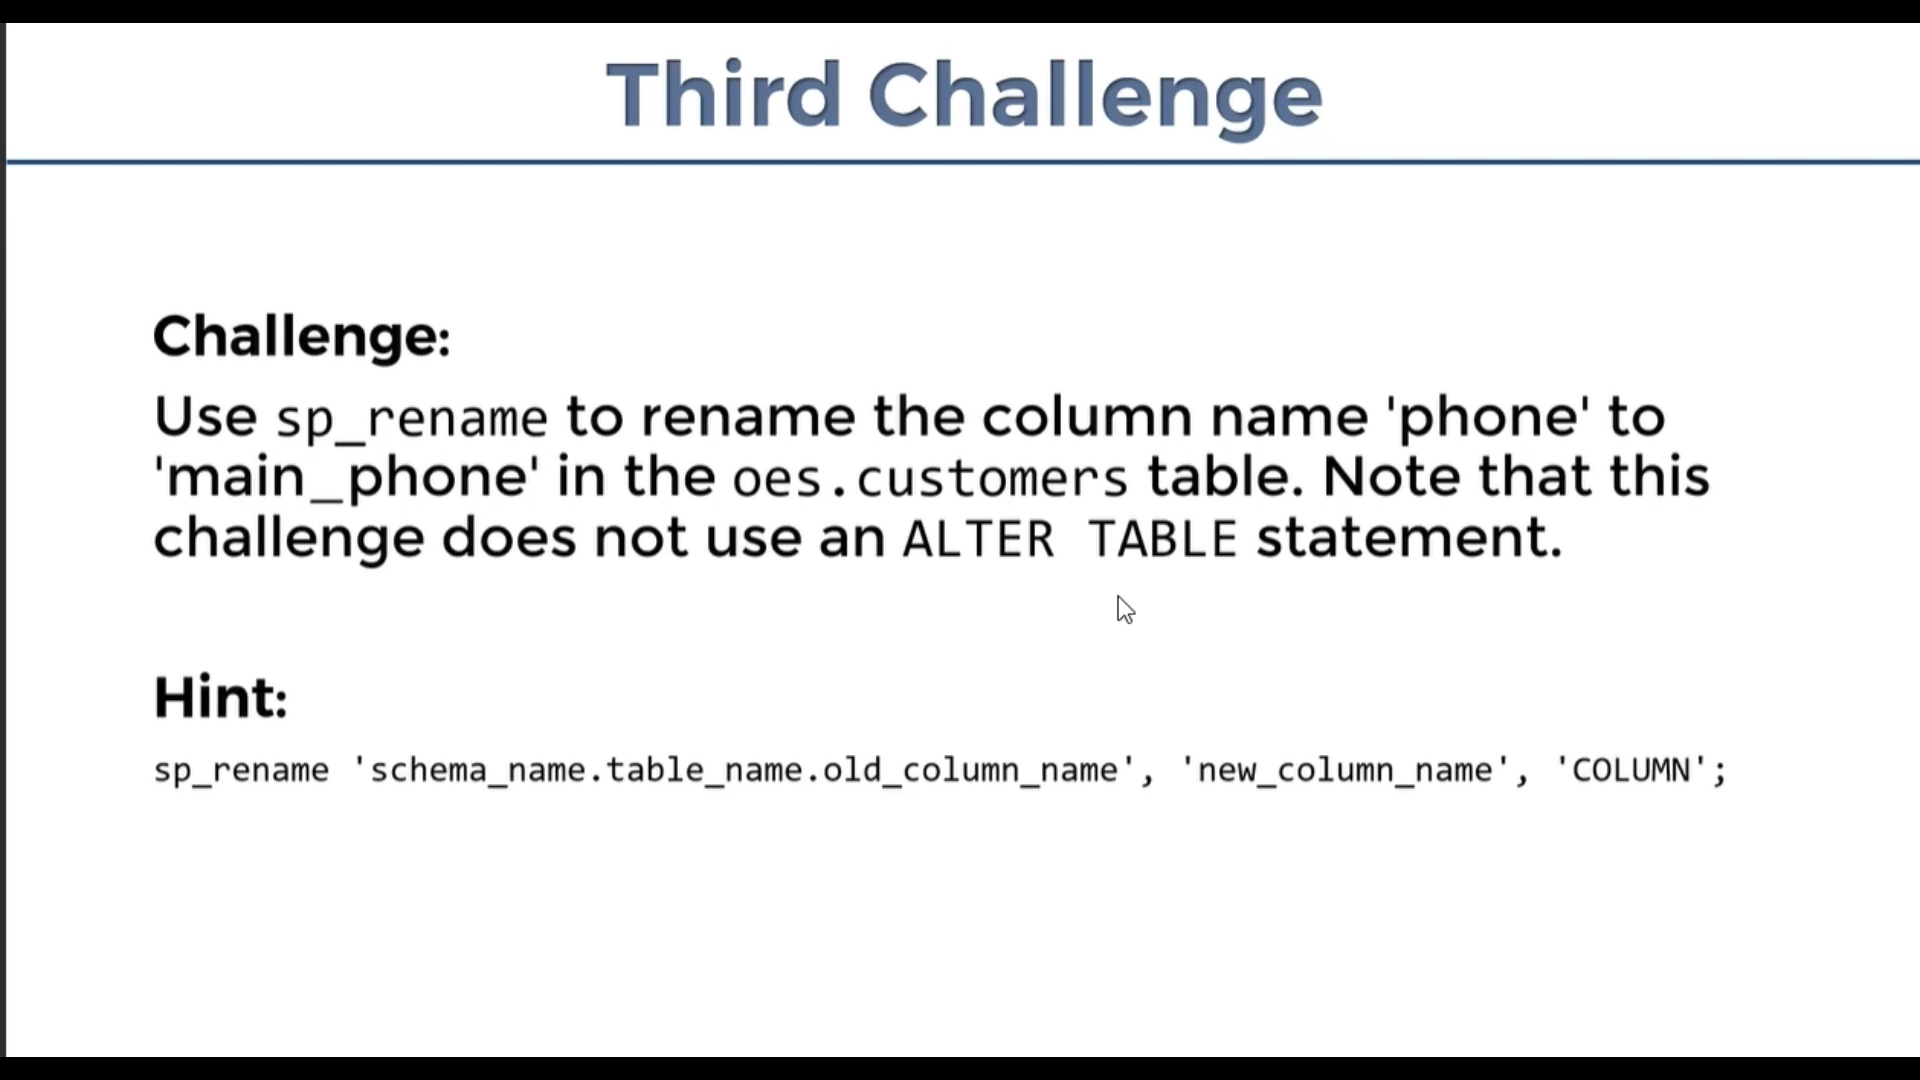 Third Challenge
Challenge:
Use sp_rename to rename the column name 'phone' to
'main_phone' in the oes.customers table. Note that this
challenge does not use an ALTER TABLE statement.
Hint:
sp_rename 'schema_name.table_name.old_column_name', 'new_column_name', 'COLUMN';